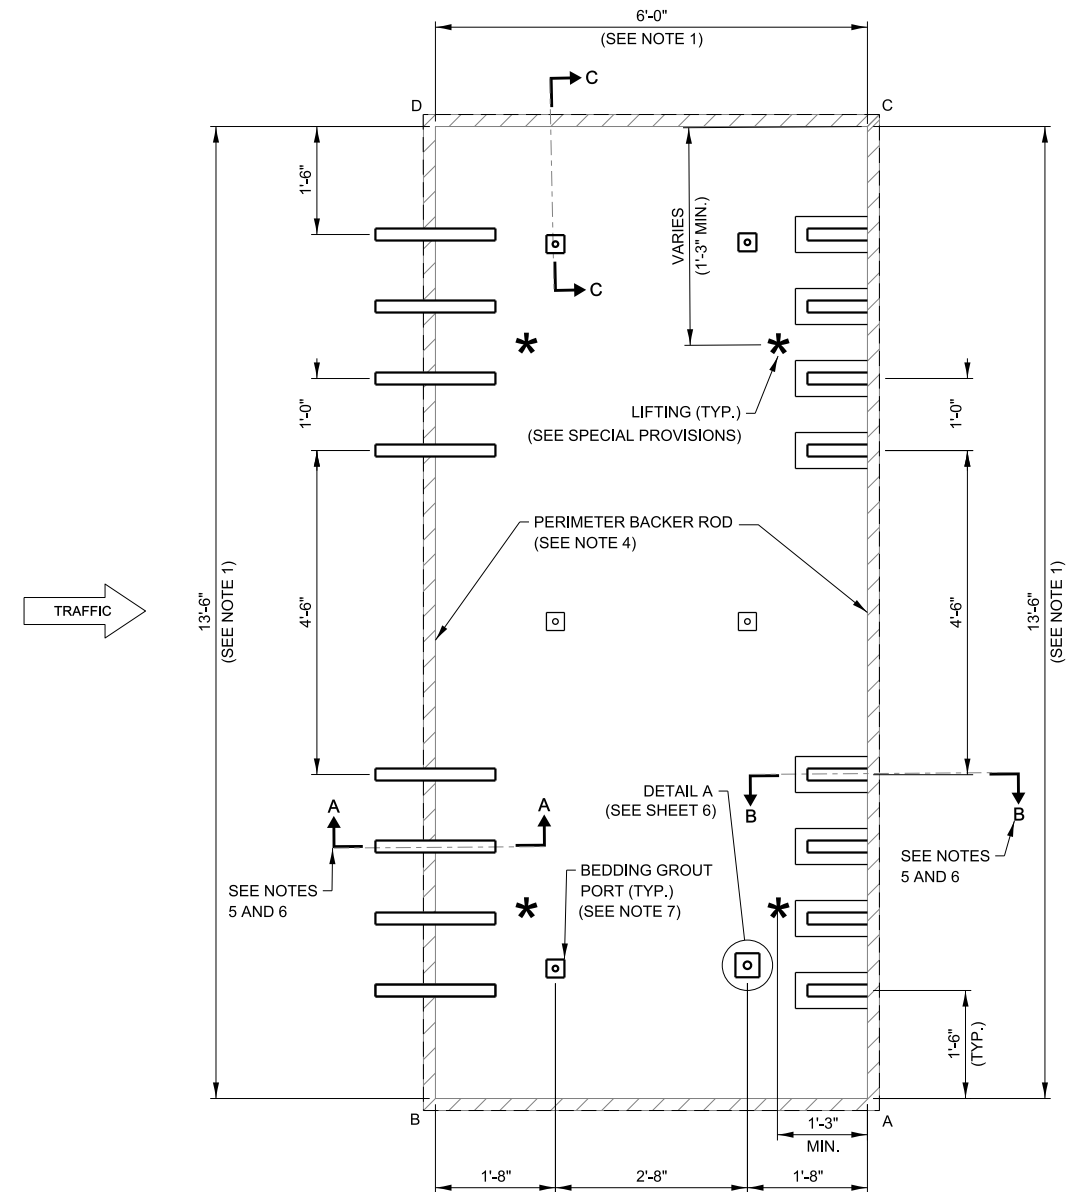 6'-0"
(SEE NOTE 1)
C
D
C
1'-6"
VARIES
(1'-3" MIN.)
C
LIFTING (TYP.)
(SEE SPECIAL PROVISIONS)
1'-0"
1'-0"
PERIMETER BACKER ROD
(SEE NOTE 4)
TRAFFIC
13'-6"
(SEE NOTE 1)
4'-6"
4'-6"
13'-6"
(SEE NOTE 1)
DETAIL A
(SEE SHEET 6)
A
A
B
B
SEE NOTES
5 AND 6
BEDDING GROUT
PORT (TYP.)
(SEE NOTE 7)
SEE NOTES
5 AND 6
1'-6"
(TYP.)
B
A
1'-3"
MIN.
1'-8"
2'-8"
1'-8"